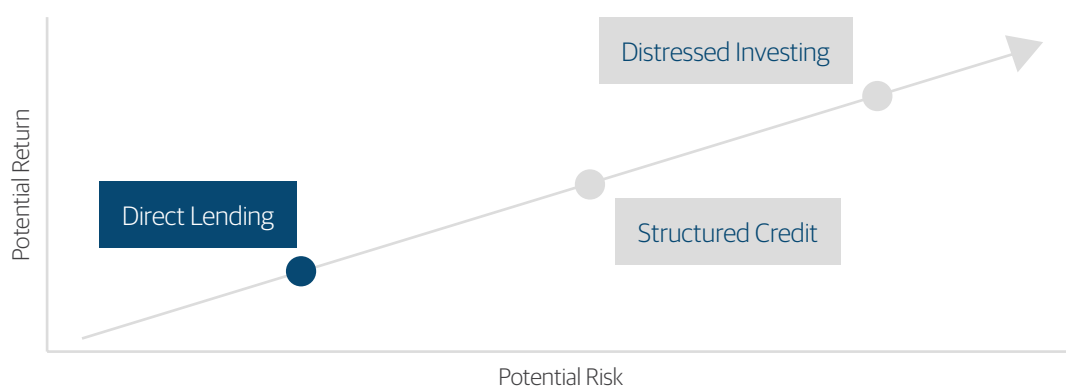 Distressed Investing
Potential Return
Direct Lending
Structured Credit
Potential Risk